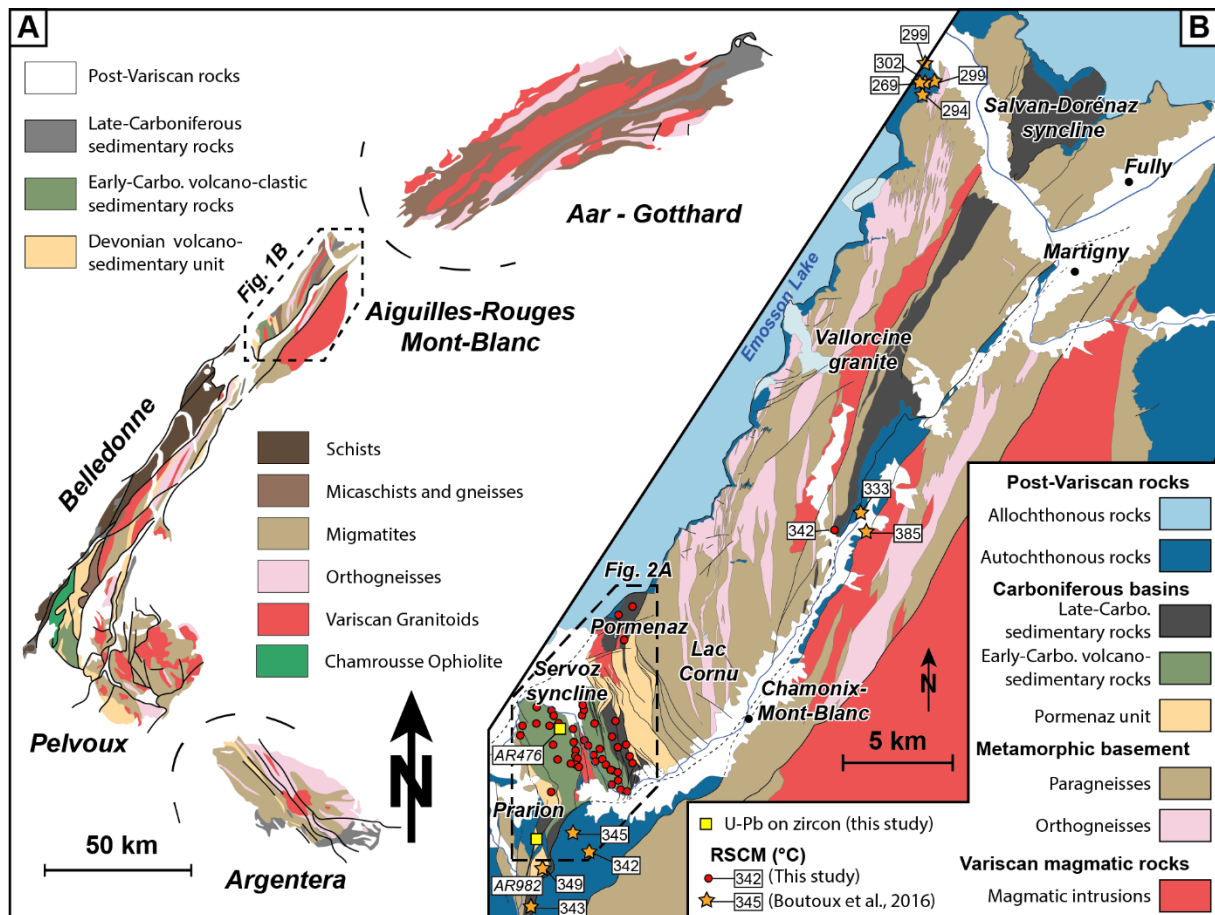 A
Post-Variscan rocks
Late-Carboniferous
sedimentary rocks
Early-Carbo. volcano-clastic
sedimentary rocks
Devonian volcano-
sedimentary unit
Aar - Gotthard
Fig. 1B
Aiguilles-Rouges
Mont-Blanc
Belledonne
Schists
Micaschists and gneisses
Migmatites
Orthogneisses
Variscan Granitoids
Chamrousse Ophiolite
Pelvoux
N
50 km
Argentera
B
299
302
269
299
294
Salvan-Dorénaz
syncline
Fully
Martigny
Emosson Lake
Vallorcine
granite
333
342
385
Fig. 2A
Pormenaz
Servoz
syncline
Lac
Cornu
Chamonix-
Mont-Blanc
N
5 km
AR476
Prarion
345
342
AR982
349
343
U-Pb on zircon (this study)
RSCM (°C)
342 (This study)
345 (Boutoux et al., 2016)
Post-Variscan rocks
Allochthonous rocks
Autochthonous rocks
Carboniferous basins
Late-Carbo.
sedimentary rocks
Early-Carbo. volcano-
sedimentary rocks
Pormenaz unit
Metamorphic basement
Paragneisses
Orthogneisses
Variscan magmatic rocks
Magmatic intrusions